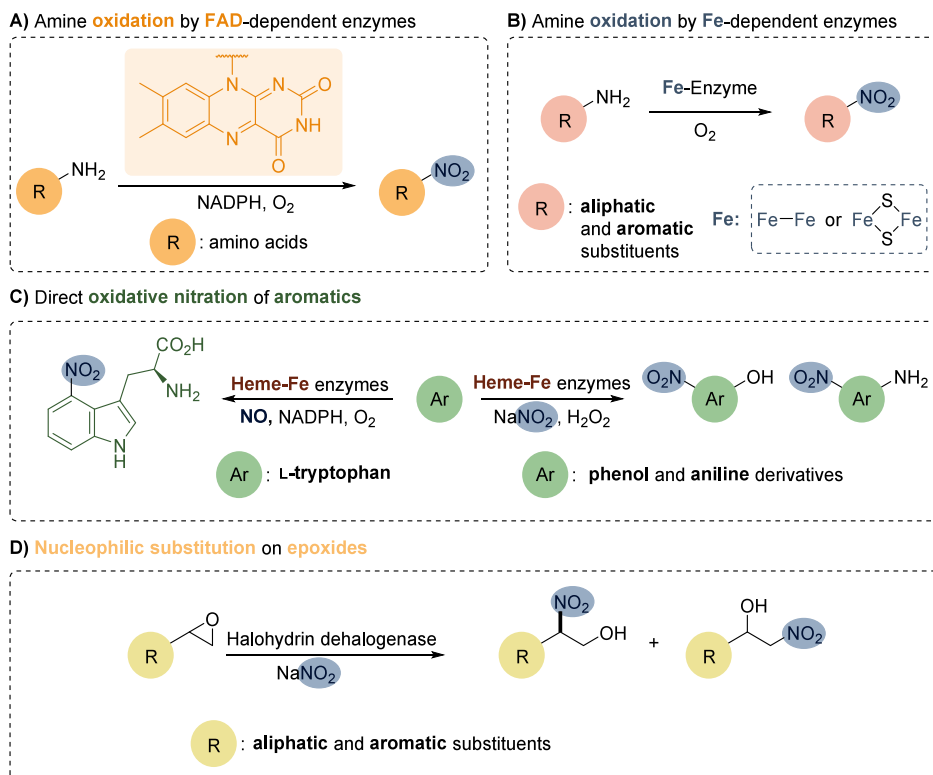 A) Amine oxidation by FAD-dependent enzymes
N
N
O
NH
N
O
R
NH₂
NADPH, O₂
R
NO₂
R : amino acids
B) Amine oxidation by Fe-dependent enzymes
R
NH₂
Fe-Enzyme
O₂
R
NO₂
R : aliphatic
and aromatic
substituents
Fe: Fe–Fe or Fe S S Fe
C) Direct oxidative nitration of aromatics
NO₂
CO₂H
NH₂
N
H
Heme-Fe enzymes
NO, NADPH, O₂
Ar
Heme-Fe enzymes
NaNO₂, H₂O₂
O₂N
Ar
OH
O₂N
Ar
NH₂
Ar : L-tryptophan
Ar : phenol and aniline derivatives
D) Nucleophilic substitution on epoxides
R
O
Halohydrin dehalogenase
NaNO₂
R
NO₂
OH
+
R
OH
NO₂
R : aliphatic and aromatic substituents